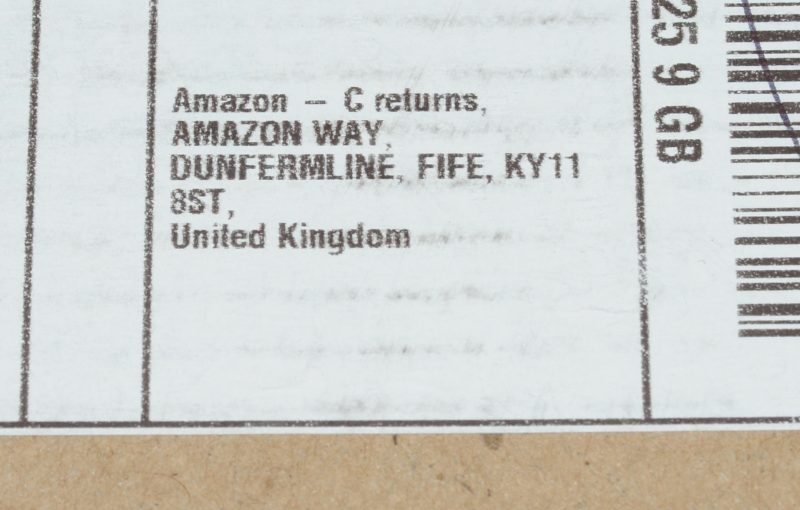 Amazon – C returns,
AMAZON WAY,
DUNFERMLINE, FIFE, KY11
8ST,
United Kingdom
25 9 GB